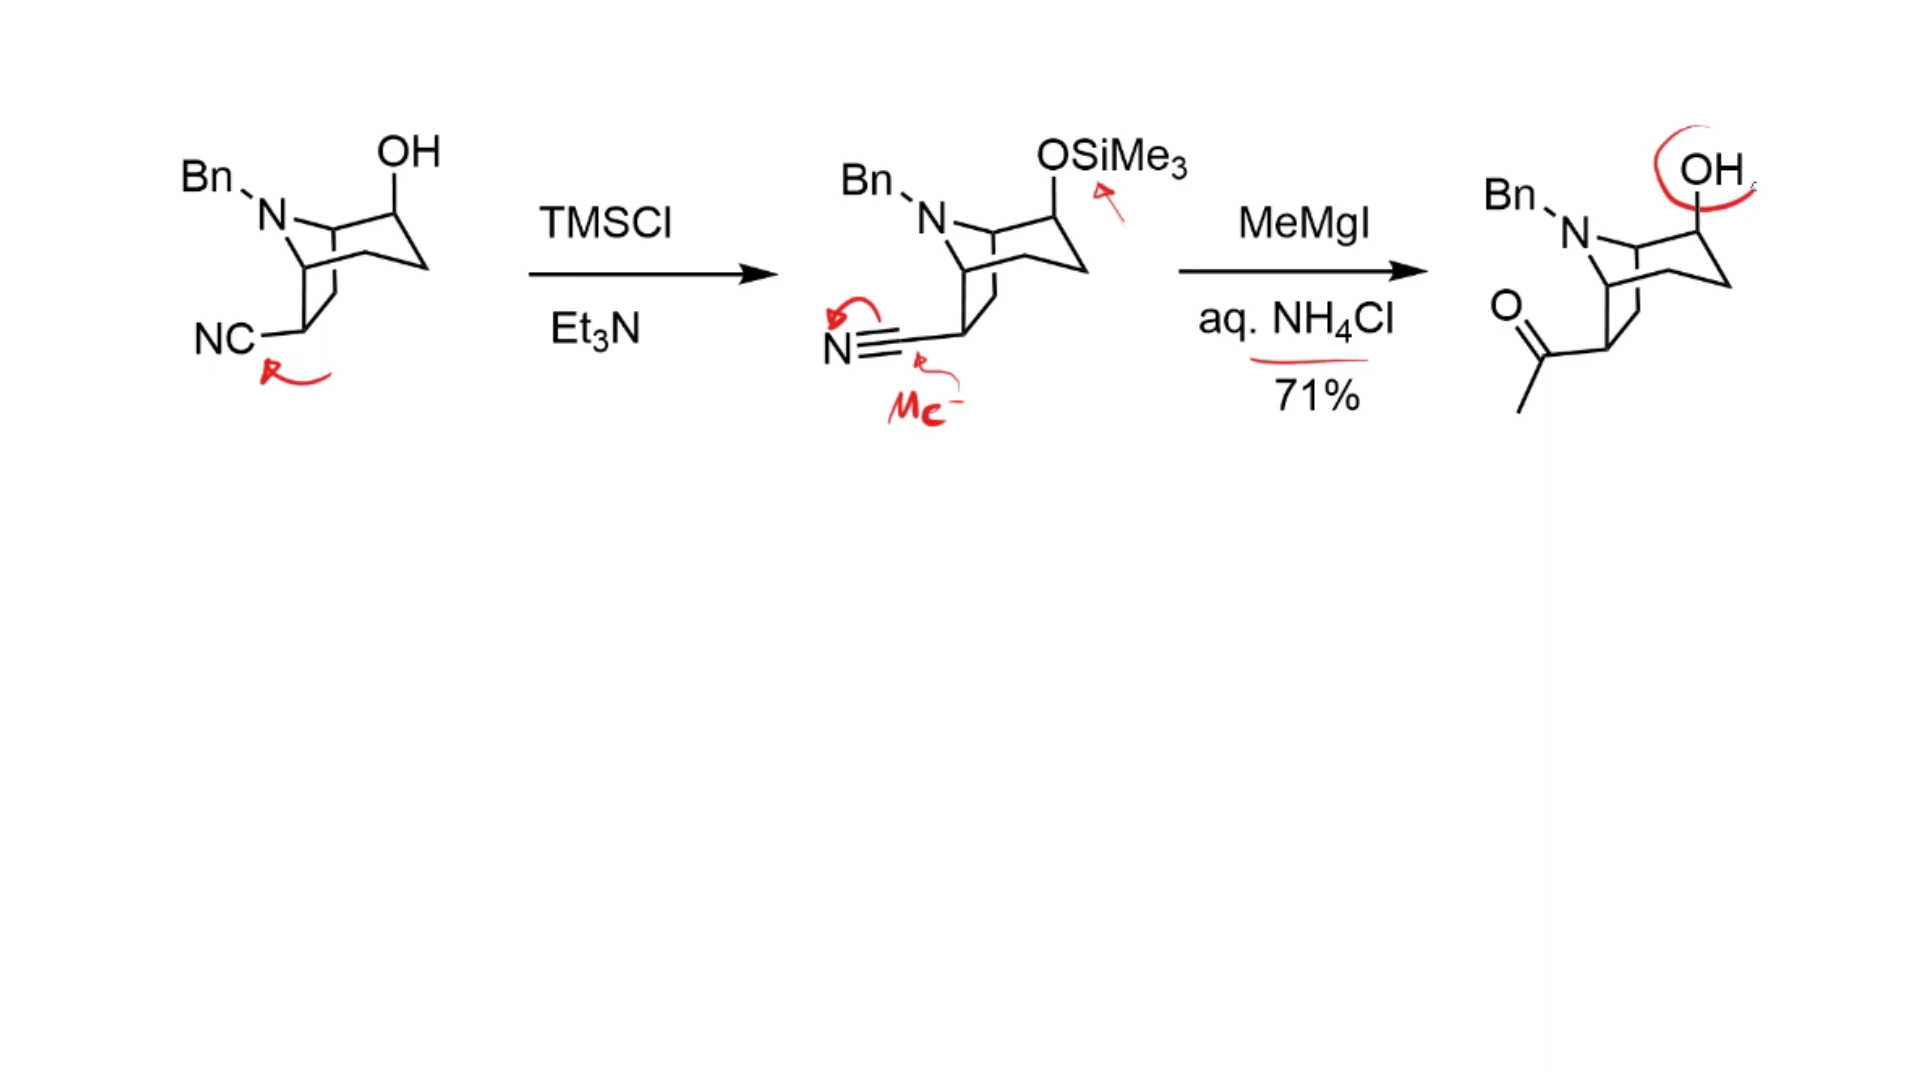 Bn
N
OH
NC
TMSCl
Et₃N
Bn
N
OSiMe₃
N
Me⁻
MeMgI
aq. NH₄Cl
71%
Bn
N
OH
O